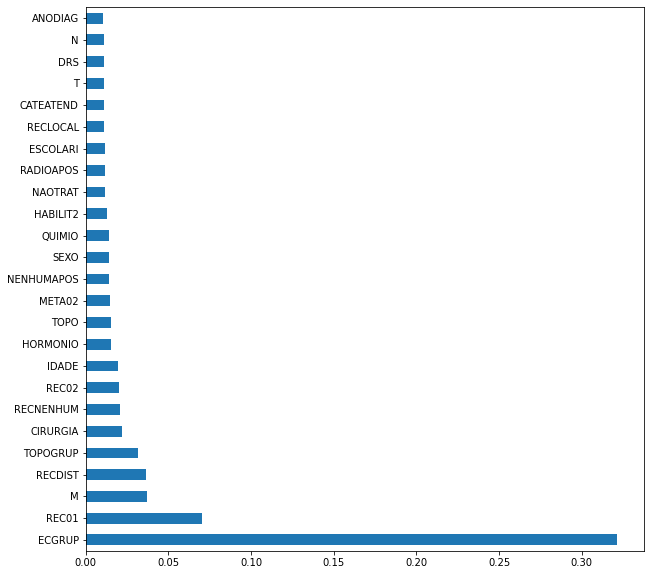 ANODIAG
N
DRS
T
CATEATEND
RECLOCAL
ESCOLARI
RADIOAPOS
NAOTRAT
HABILIT2
QUIMIO
SEXO
NENHUMAPOS
META02
TOPO
HORMONIO
IDADE
REC02
RECNENHUM
CIRURGIA
TOPOGRUP
RECDIST
M
REC01
ECGRUP
0.00 0.05 0.10 0.15 0.20 0.25 0.30